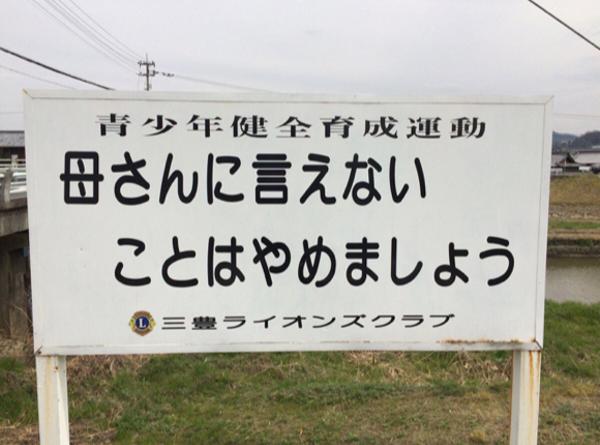 青少年健全育成運動
母さんに言えない
ことはやめましょう
L 三豊ライオンズクラブ